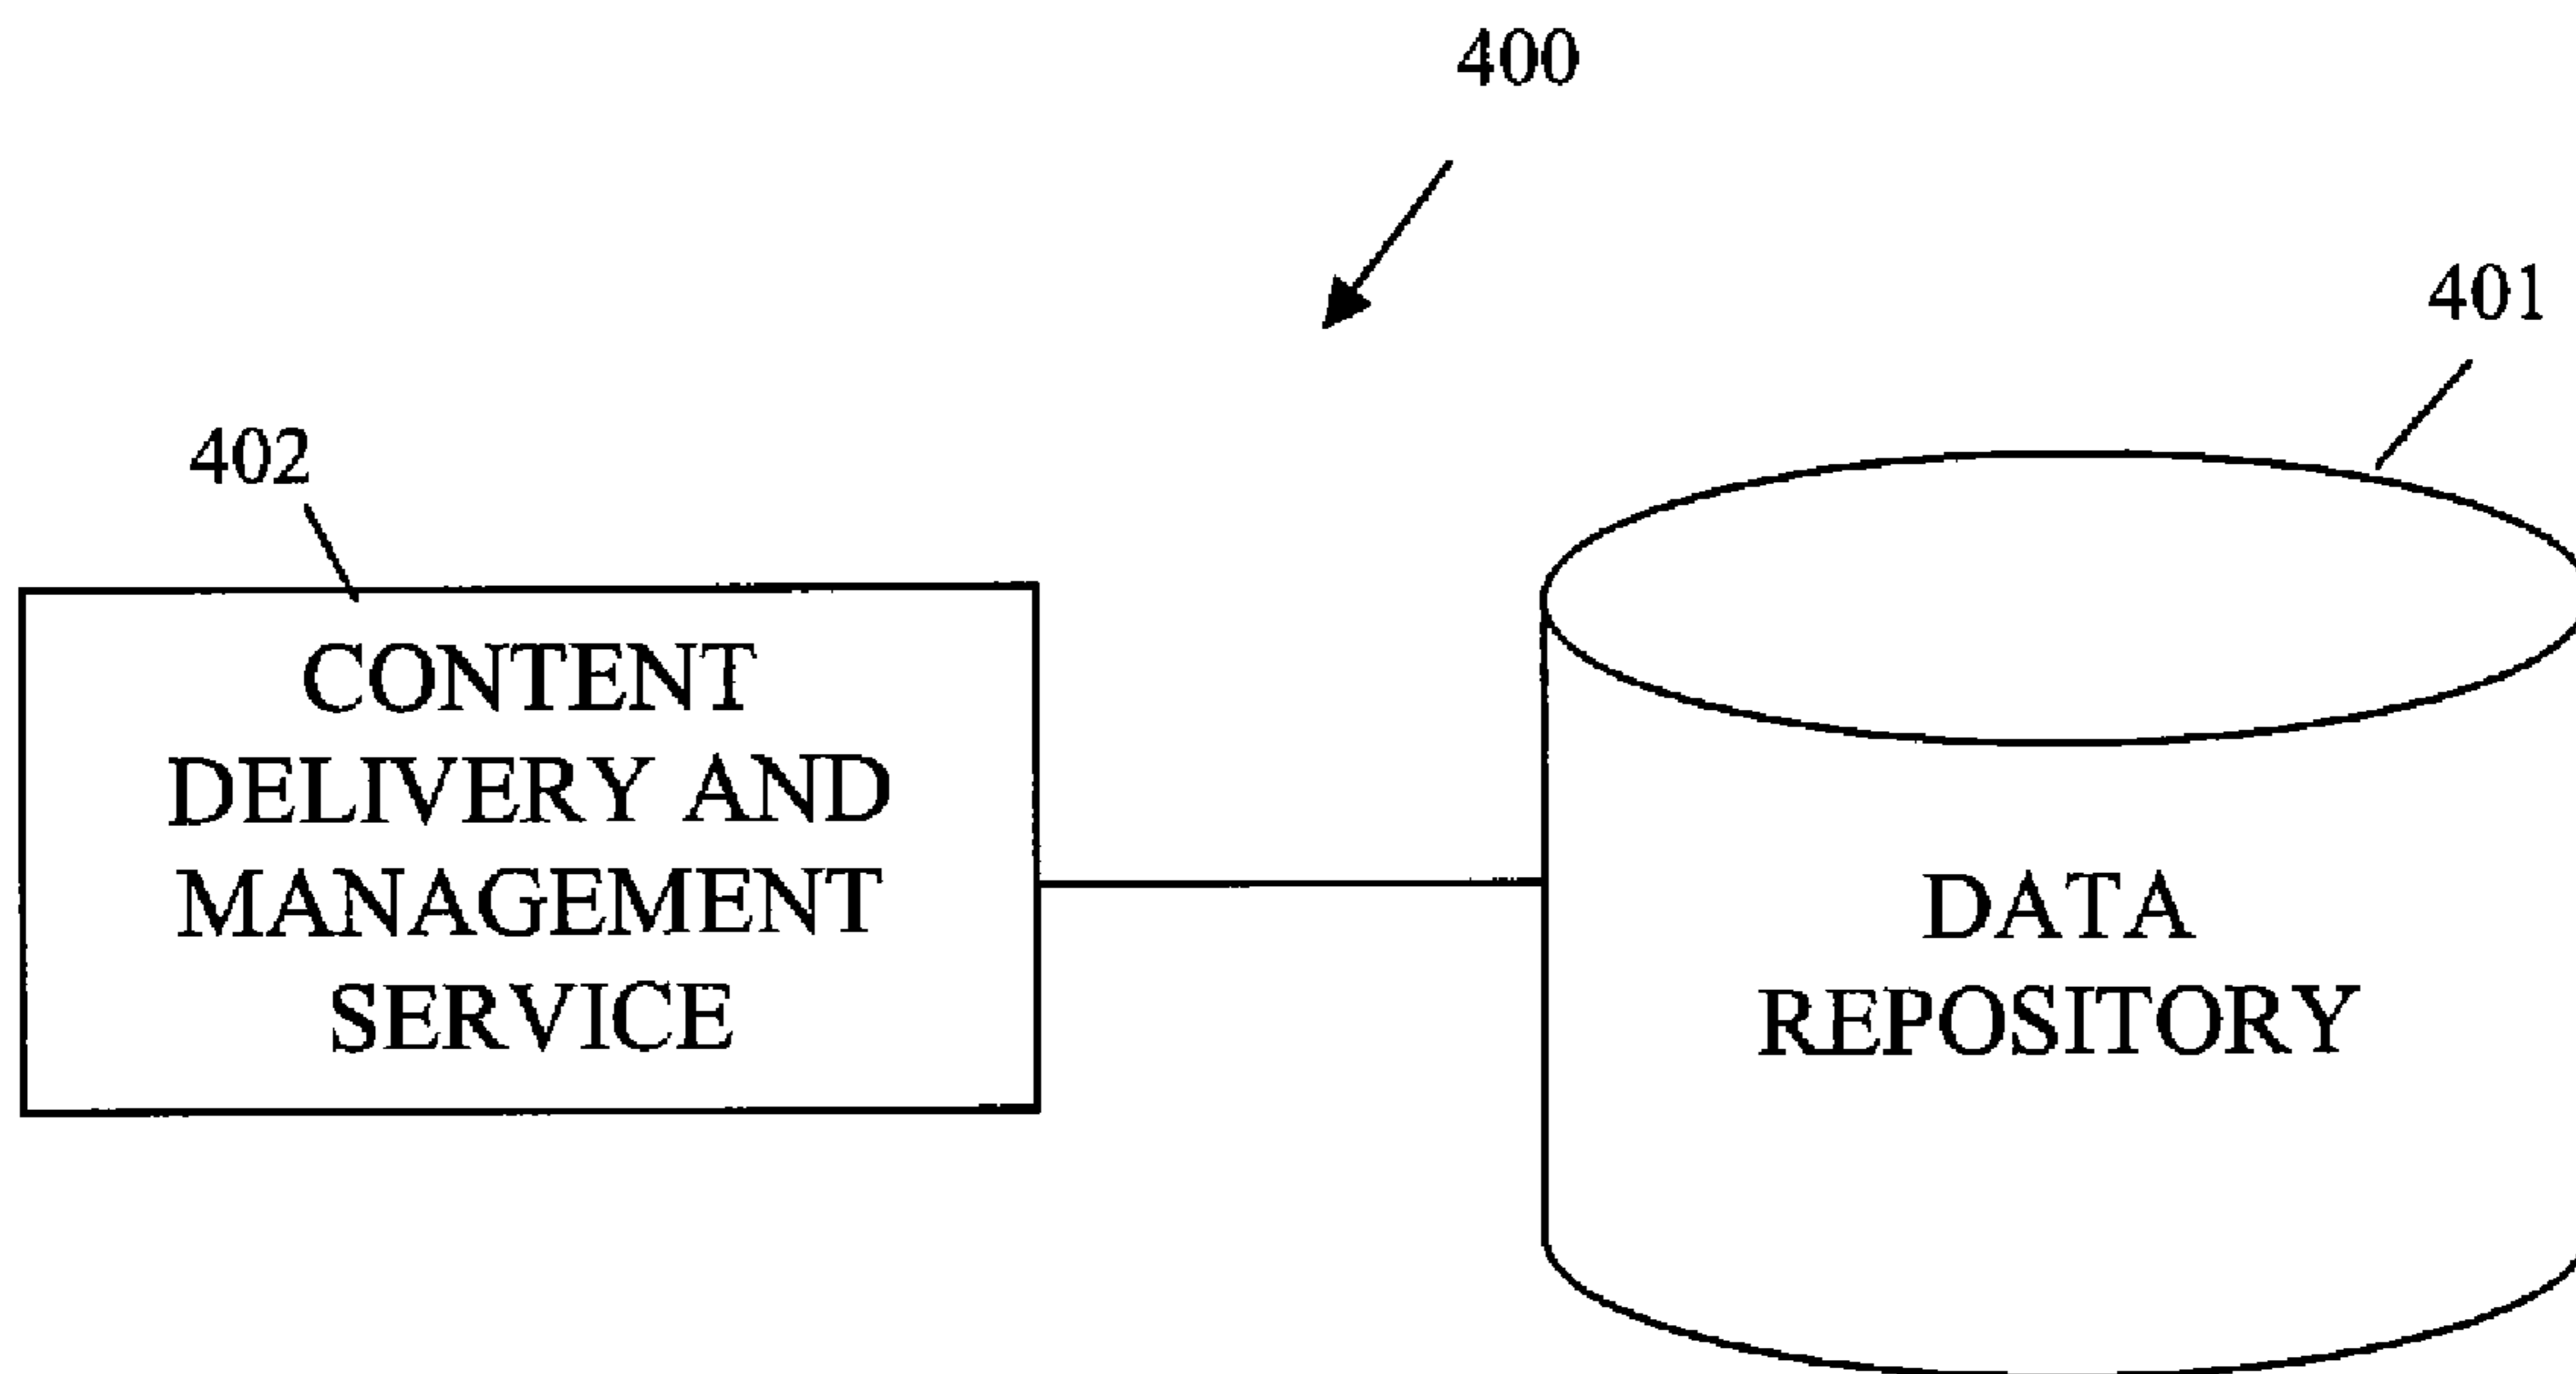 400
401
402
CONTENT
DELIVERY AND
MANAGEMENT
SERVICE
DATA
REPOSITORY